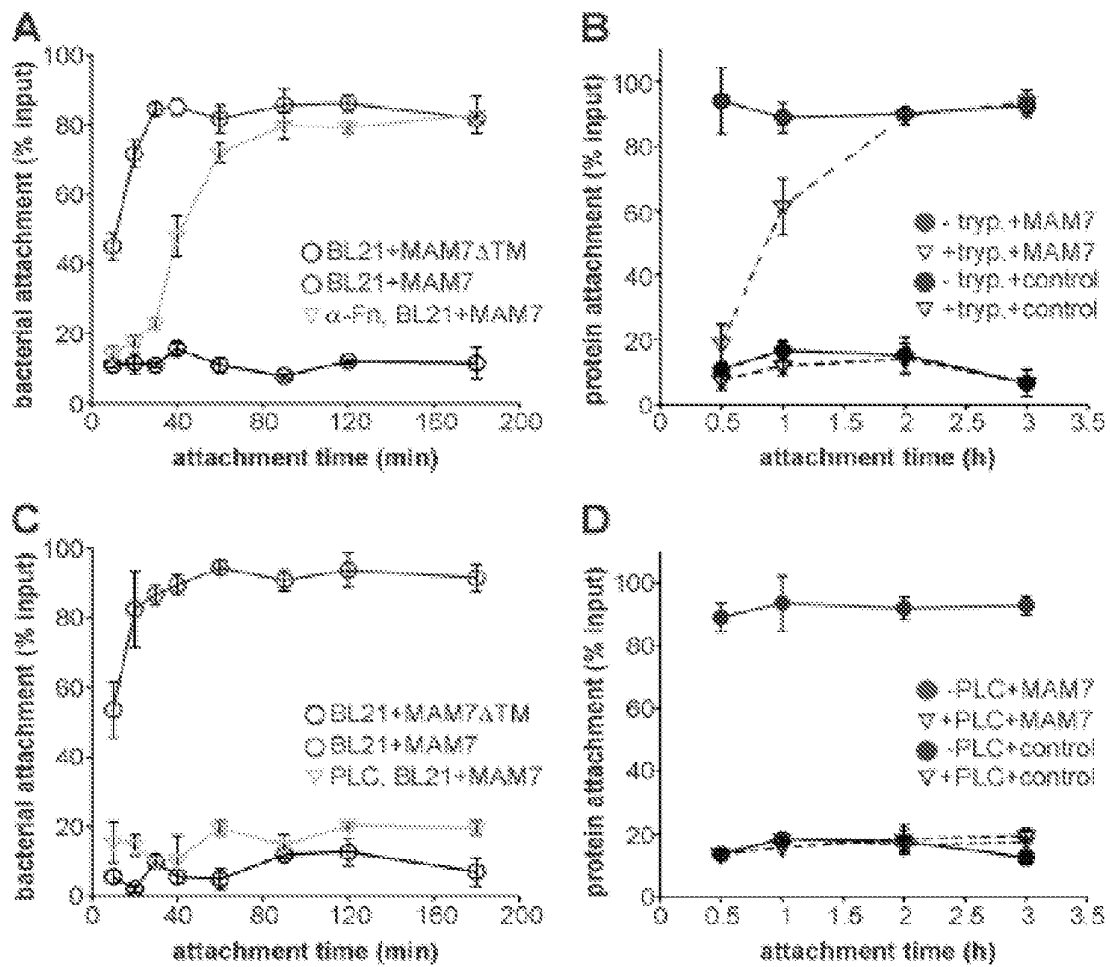 A
bacterial attachment (% input)
100
80
60
40
20
0
0 40 80 120 160 200
attachment time (min)
BL21+MAM7ΔTM
BL21+MAM7
α-Fn, BL21+MAM7
B
protein attachment (% input)
100
80
60
40
20
0
0 0.5 1 1.5 2 2.5 3 3.5
attachment time (h)
- tryp.+MAM7
+tryp.+MAM7
- tryp.+control
+tryp.+control
C
bacterial attachment (% input)
100
80
60
40
20
0
0 40 80 120 160 200
attachment time (min)
BL21+MAM7ΔTM
BL21+MAM7
PLC, BL21+MAM7
D
protein attachment (% input)
100
80
60
40
20
0
0 0.5 1 1.5 2 2.5 3 3.5
attachment time (h)
-PLC+MAM7
+PLC+MAM7
-PLC+control
+PLC+control